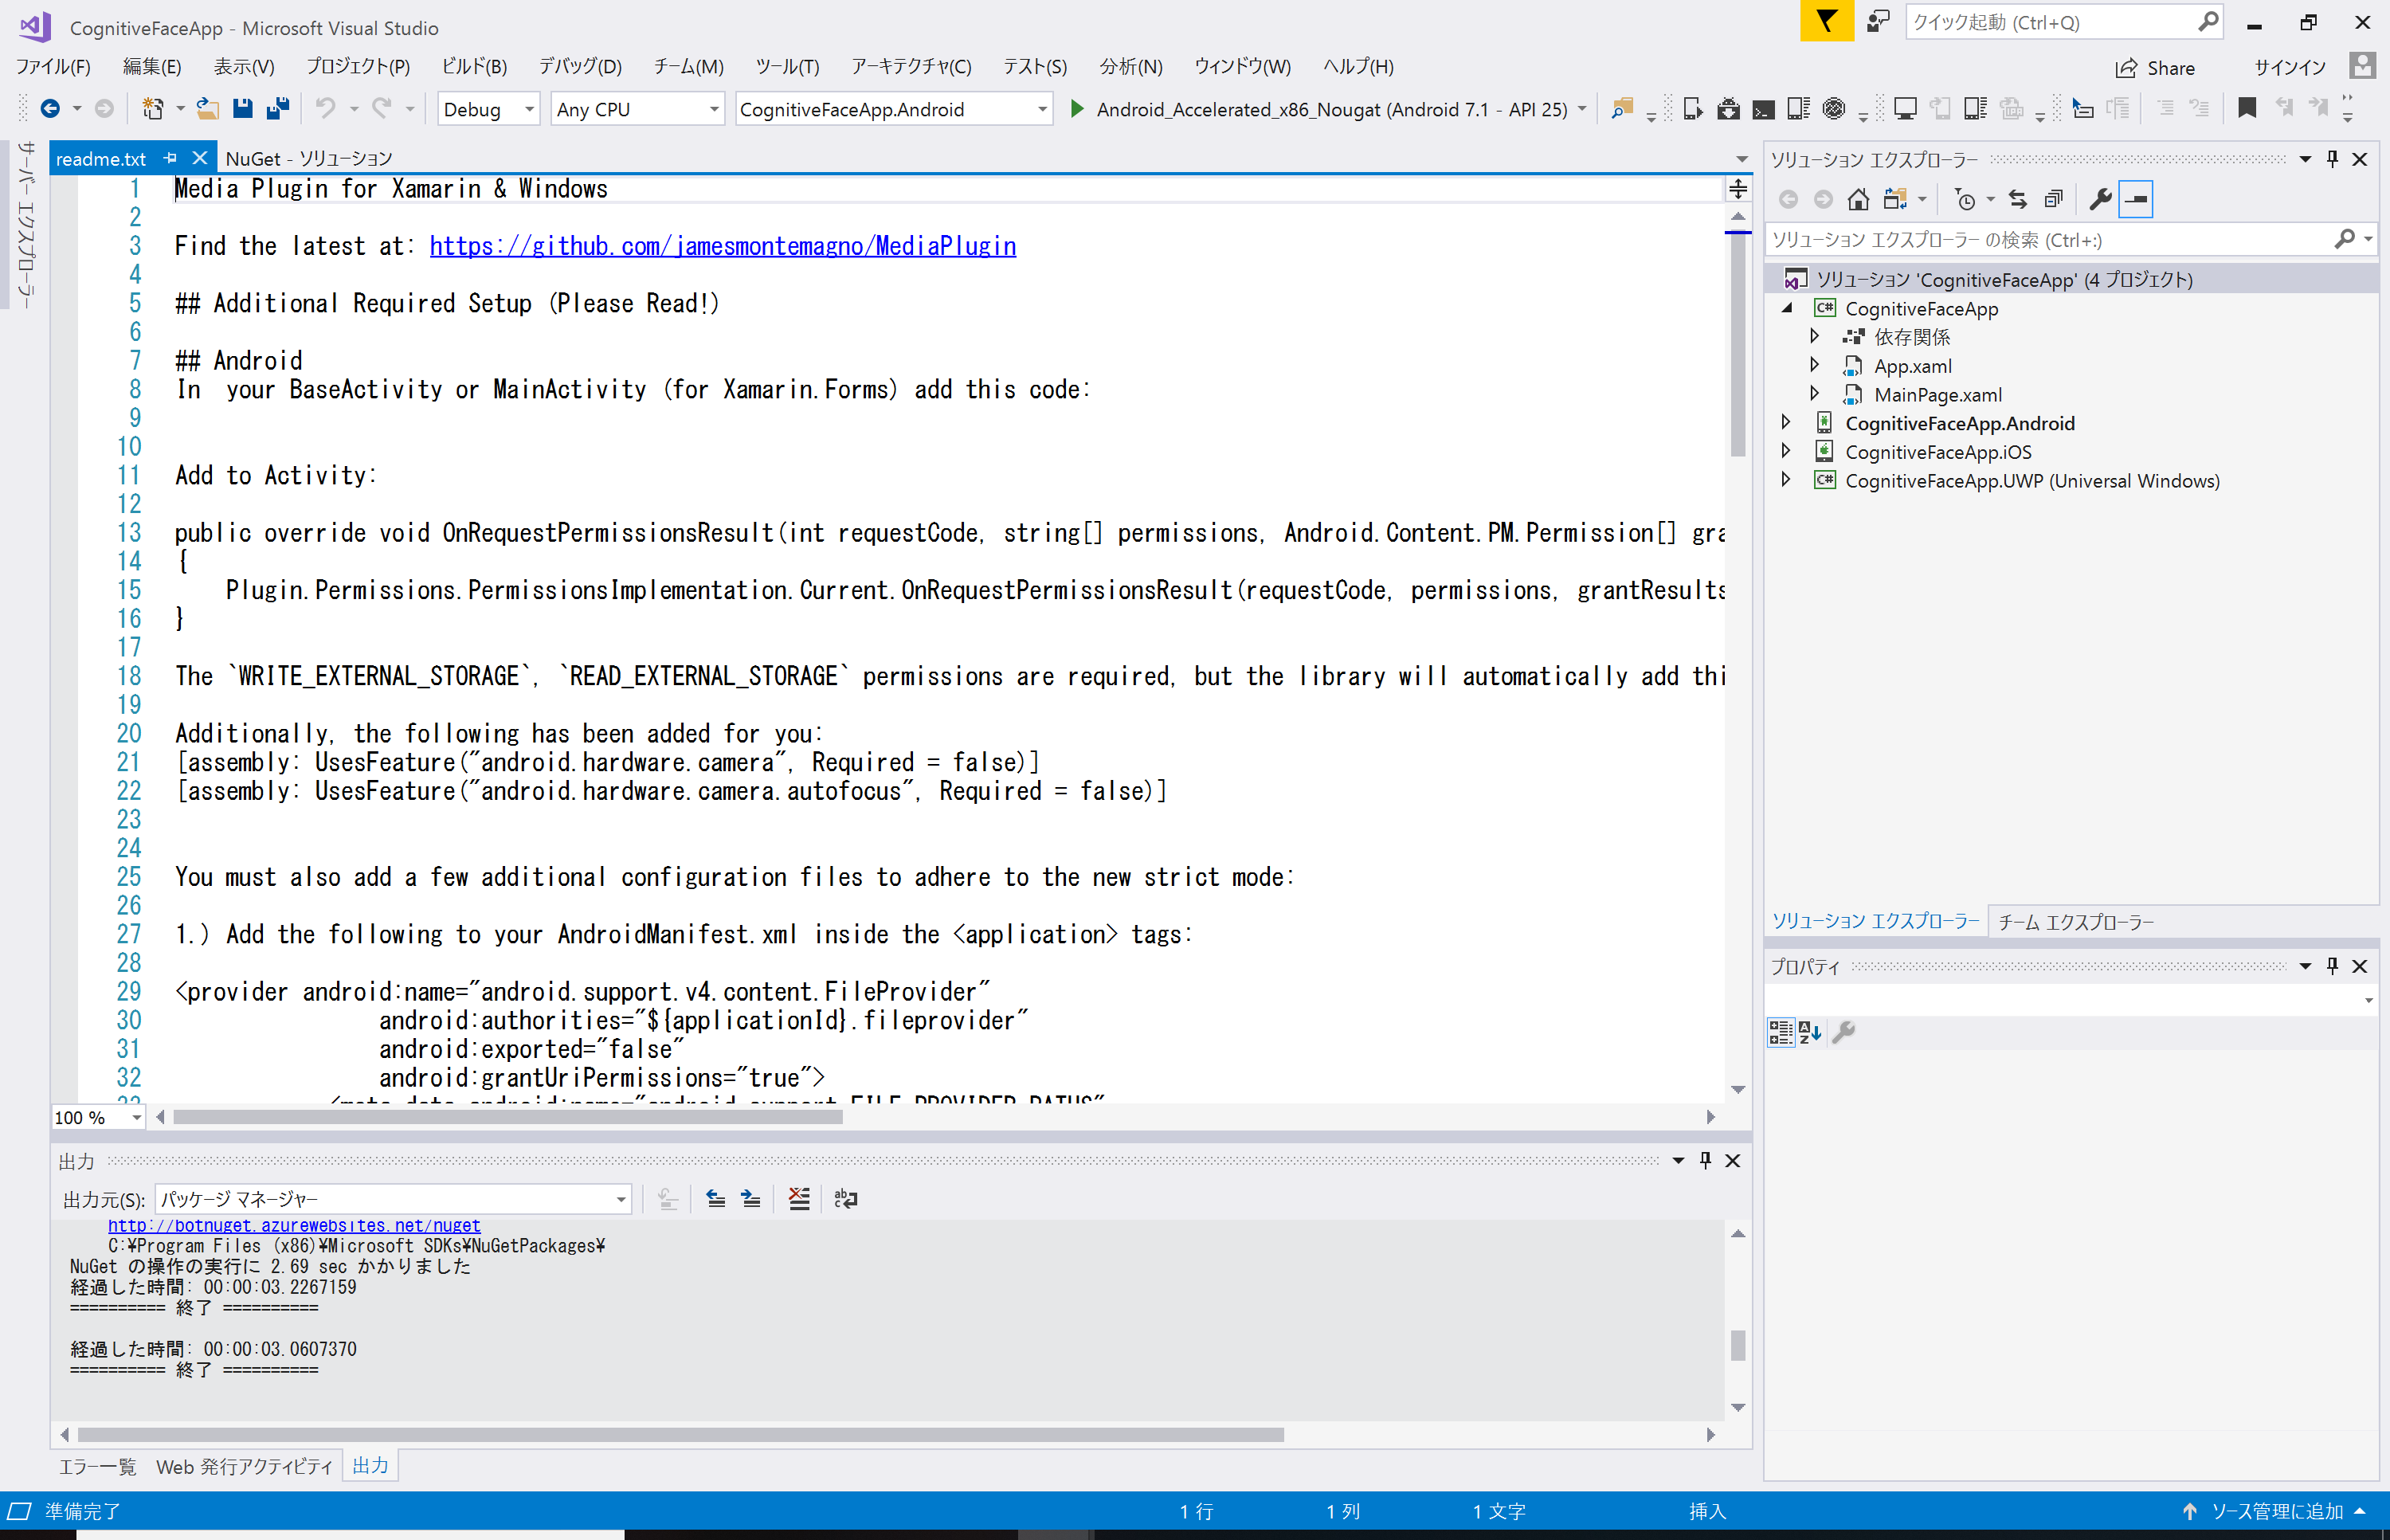 CognitiveFaceApp - Microsoft Visual Studio
クイック起動 (Ctrl+Q)
ファイル(F) 編集(E) 表示(V) プロジェクト(P) ビルド(B) デバッグ(D) チーム(M) ツール(T) アーキテクチャ(C) テスト(S) 分析(N) ウィンドウ(W) ヘルプ(H)
Share サインイン
Debug Any CPU CognitiveFaceApp.Android Android_Accelerated_x86_Nougat (Android 7.1 - API 25)
サーバー エクスプローラー
readme.txt NuGet - ソリューション
1 Media Plugin for Xamarin & Windows
2
3 Find the latest at: https://github.com/jamesmontemagno/MediaPlugin
4
5 ## Additional Required Setup (Please Read!)
6
7 ## Android
8 In  your BaseActivity or MainActivity (for Xamarin.Forms) add this code:
9
10
11 Add to Activity:
12
13 public override void OnRequestPermissionsResult(int requestCode, string[] permissions, Android.Content.PM.Permission[] gra
14 {
15     Plugin.Permissions.PermissionsImplementation.Current.OnRequestPermissionsResult(requestCode, permissions, grantResults
16 }
17
18 The `WRITE_EXTERNAL_STORAGE`, `READ_EXTERNAL_STORAGE` permissions are required, but the library will automatically add thi
19
20 Additionally, the following has been added for you:
21 [assembly: UsesFeature("android.hardware.camera", Required = false)]
22 [assembly: UsesFeature("android.hardware.camera.autofocus", Required = false)]
23
24
25 You must also add a few additional configuration files to adhere to the new strict mode:
26
27 1.) Add the following to your AndroidManifest.xml inside the <application> tags:
28
29 <provider android:name="android.support.v4.content.FileProvider"
30                 android:authorities="${applicationId}.fileprovider"
31                 android:exported="false"
32                 android:grantUriPermissions="true">
33             <meta-data android:name="android.support.FILE_PROVIDER_PATHS"
100 %
出力
出力元(S): パッケージ マネージャー
http://botnuget.azurewebsites.net/nuget
C:¥Program Files (x86)¥Microsoft SDKs¥NuGetPackages¥
NuGet の操作の実行に 2.69 sec かかりました
経過した時間: 00:00:03.2267159
========== 終了 ==========
経過した時間: 00:00:03.0607370
========== 終了 ==========
エラー一覧 Web 発行アクティビティ 出力
ソリューション エクスプローラー
ソリューション エクスプローラー の検索 (Ctrl+:)
ソリューション 'CognitiveFaceApp' (4 プロジェクト)
C# CognitiveFaceApp
依存関係
App.xaml
MainPage.xaml
CognitiveFaceApp.Android
CognitiveFaceApp.iOS
C# CognitiveFaceApp.UWP (Universal Windows)
ソリューション エクスプローラー チーム エクスプローラー
プロパティ
準備完了 1 行 1 列 1 文字 挿入 ソース管理に追加